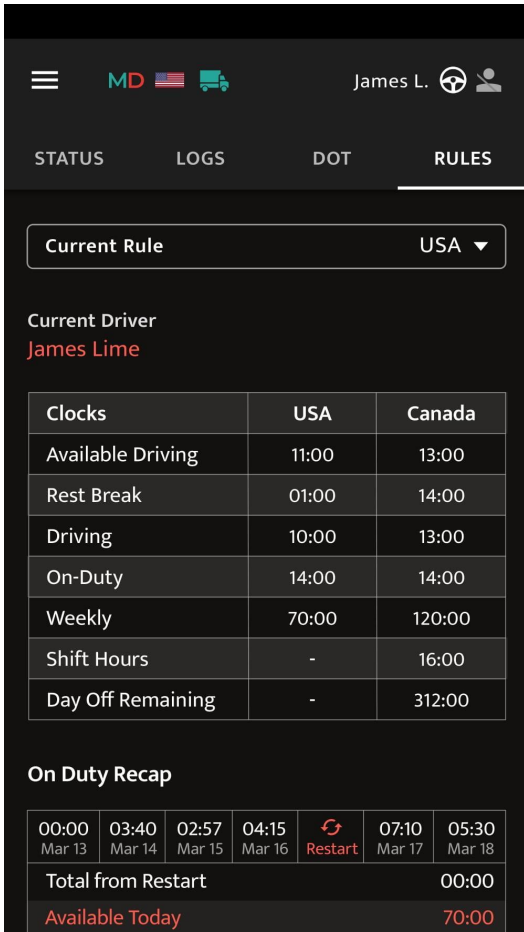 MD James L.
STATUS LOGS DOT RULES
Current Rule USA
Current Driver
James Lime
Clocks USA Canada
Available Driving 11:00 13:00
Rest Break 01:00 14:00
Driving 10:00 13:00
On-Duty 14:00 14:00
Weekly 70:00 120:00
Shift Hours - 16:00
Day Off Remaining - 312:00
On Duty Recap
00:00 03:40 02:57 04:15 07:10 05:30
Mar 13 Mar 14 Mar 15 Mar 16 Restart Mar 17 Mar 18
Total from Restart 00:00
Available Today 70:00